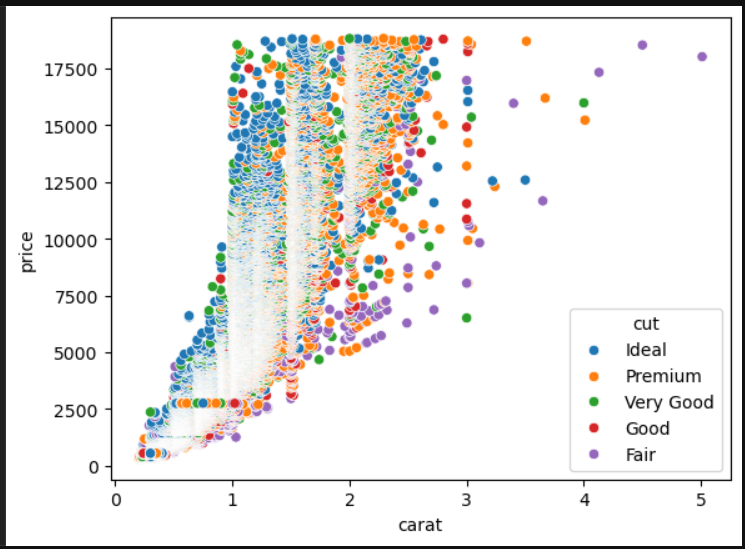 17500
15000
12500
10000
7500
5000
2500
0
price
cut
Ideal
Premium
Very Good
Good
Fair
0 1 2 3 4 5
carat